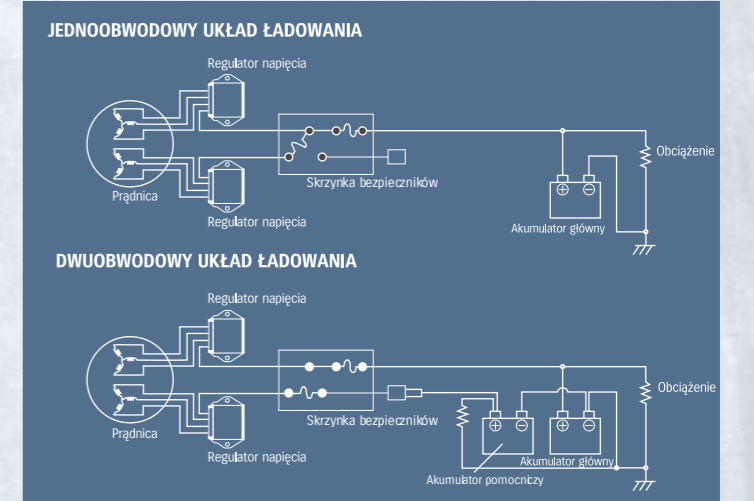 JEDNOOBWODOWY UKŁAD ŁADOWANIA
Regulator napięcia
Obciążenie
Skrzynka bezpieczników
Prądnica
Regulator napięcia
Akumulator główny
DWUOBWODOWY UKŁAD ŁADOWANIA
Regulator napięcia
Obciążenie
Skrzynka bezpieczników
Prądnica
Regulator napięcia
Akumulator główny
Akumulator pomocniczy